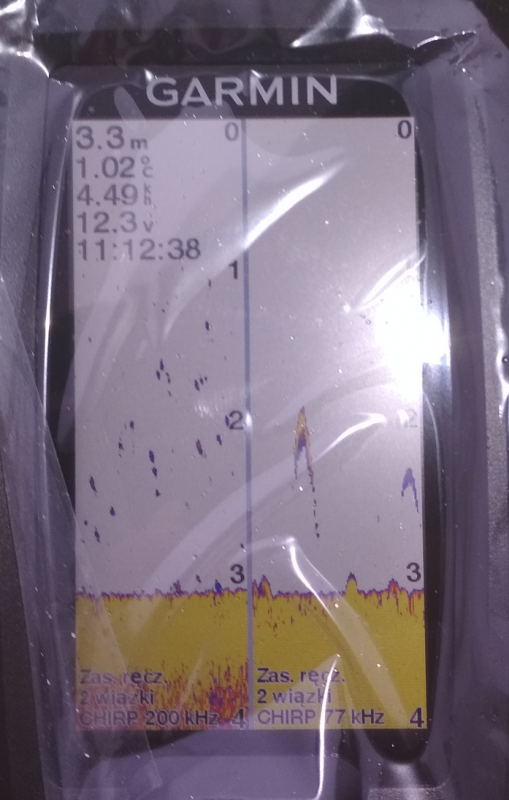 GARMIN
3.3 m
1.02 °C
4.49 k/h
12.3 v
11:12:38
0
1
2
3
4
Zas. ręcz.
2 wiązki
CHIRP 200 kHz
0
2
3
4
Zas. ręcz.
2 wiązki
CHIRP 77 kHz